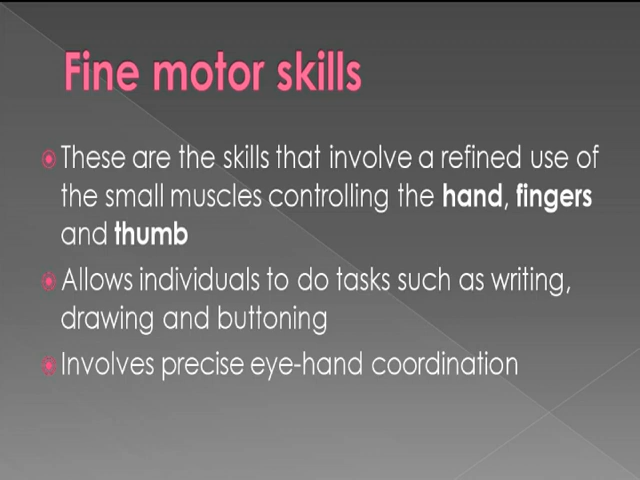 Fine motor skills
These are the skills that involve a refined use of
the small muscles controlling the hand, fingers
and thumb
Allows individuals to do tasks such as writing,
drawing and buttoning
Involves precise eye-hand coordination